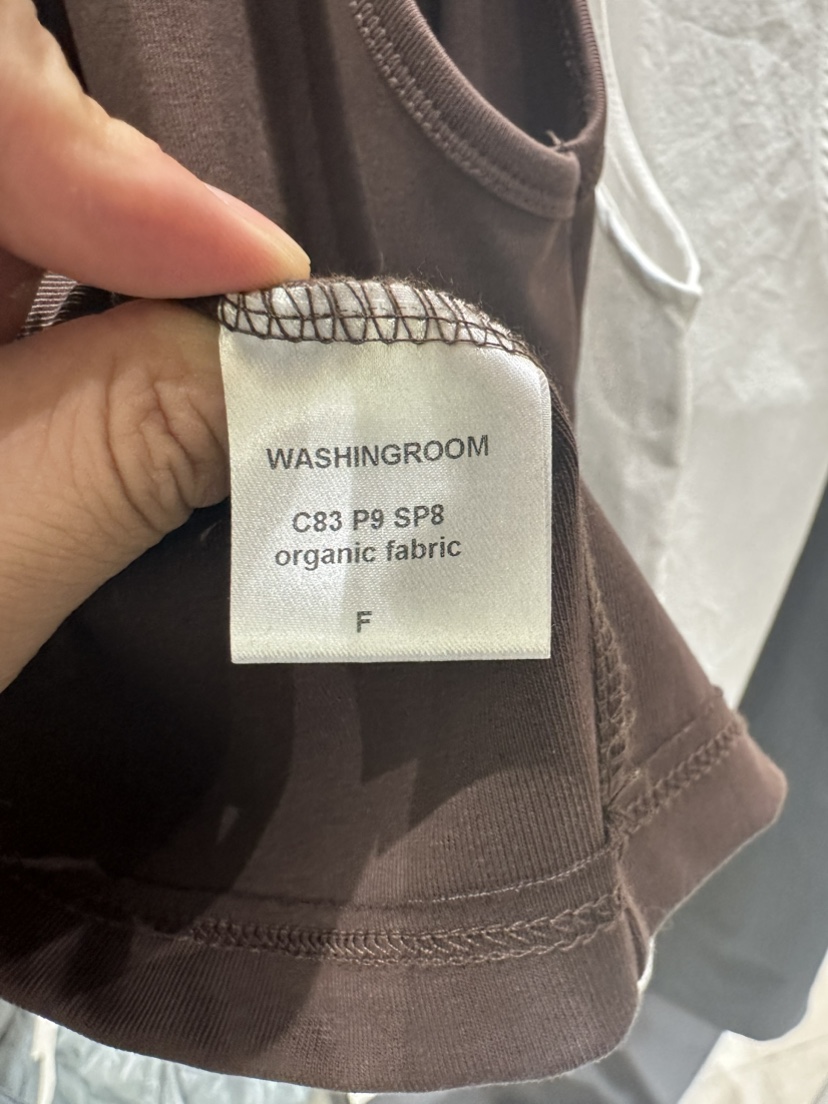 WASHINGROOM
C83 P9 SP8
organic fabric
F